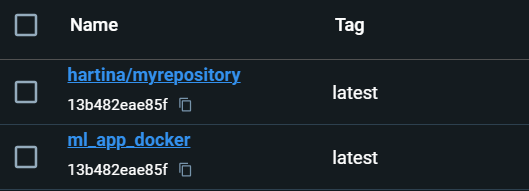 Name Tag
hartina/myrepository latest
13b482eae85f
ml_app_docker latest
13b482eae85f